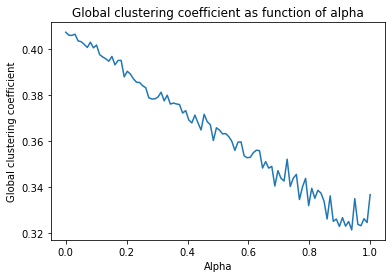 Global clustering coefficient as function of alpha
Global clustering coefficient
0.40
0.38
0.36
0.34
0.32
0.0 0.2 0.4 0.6 0.8 1.0
Alpha